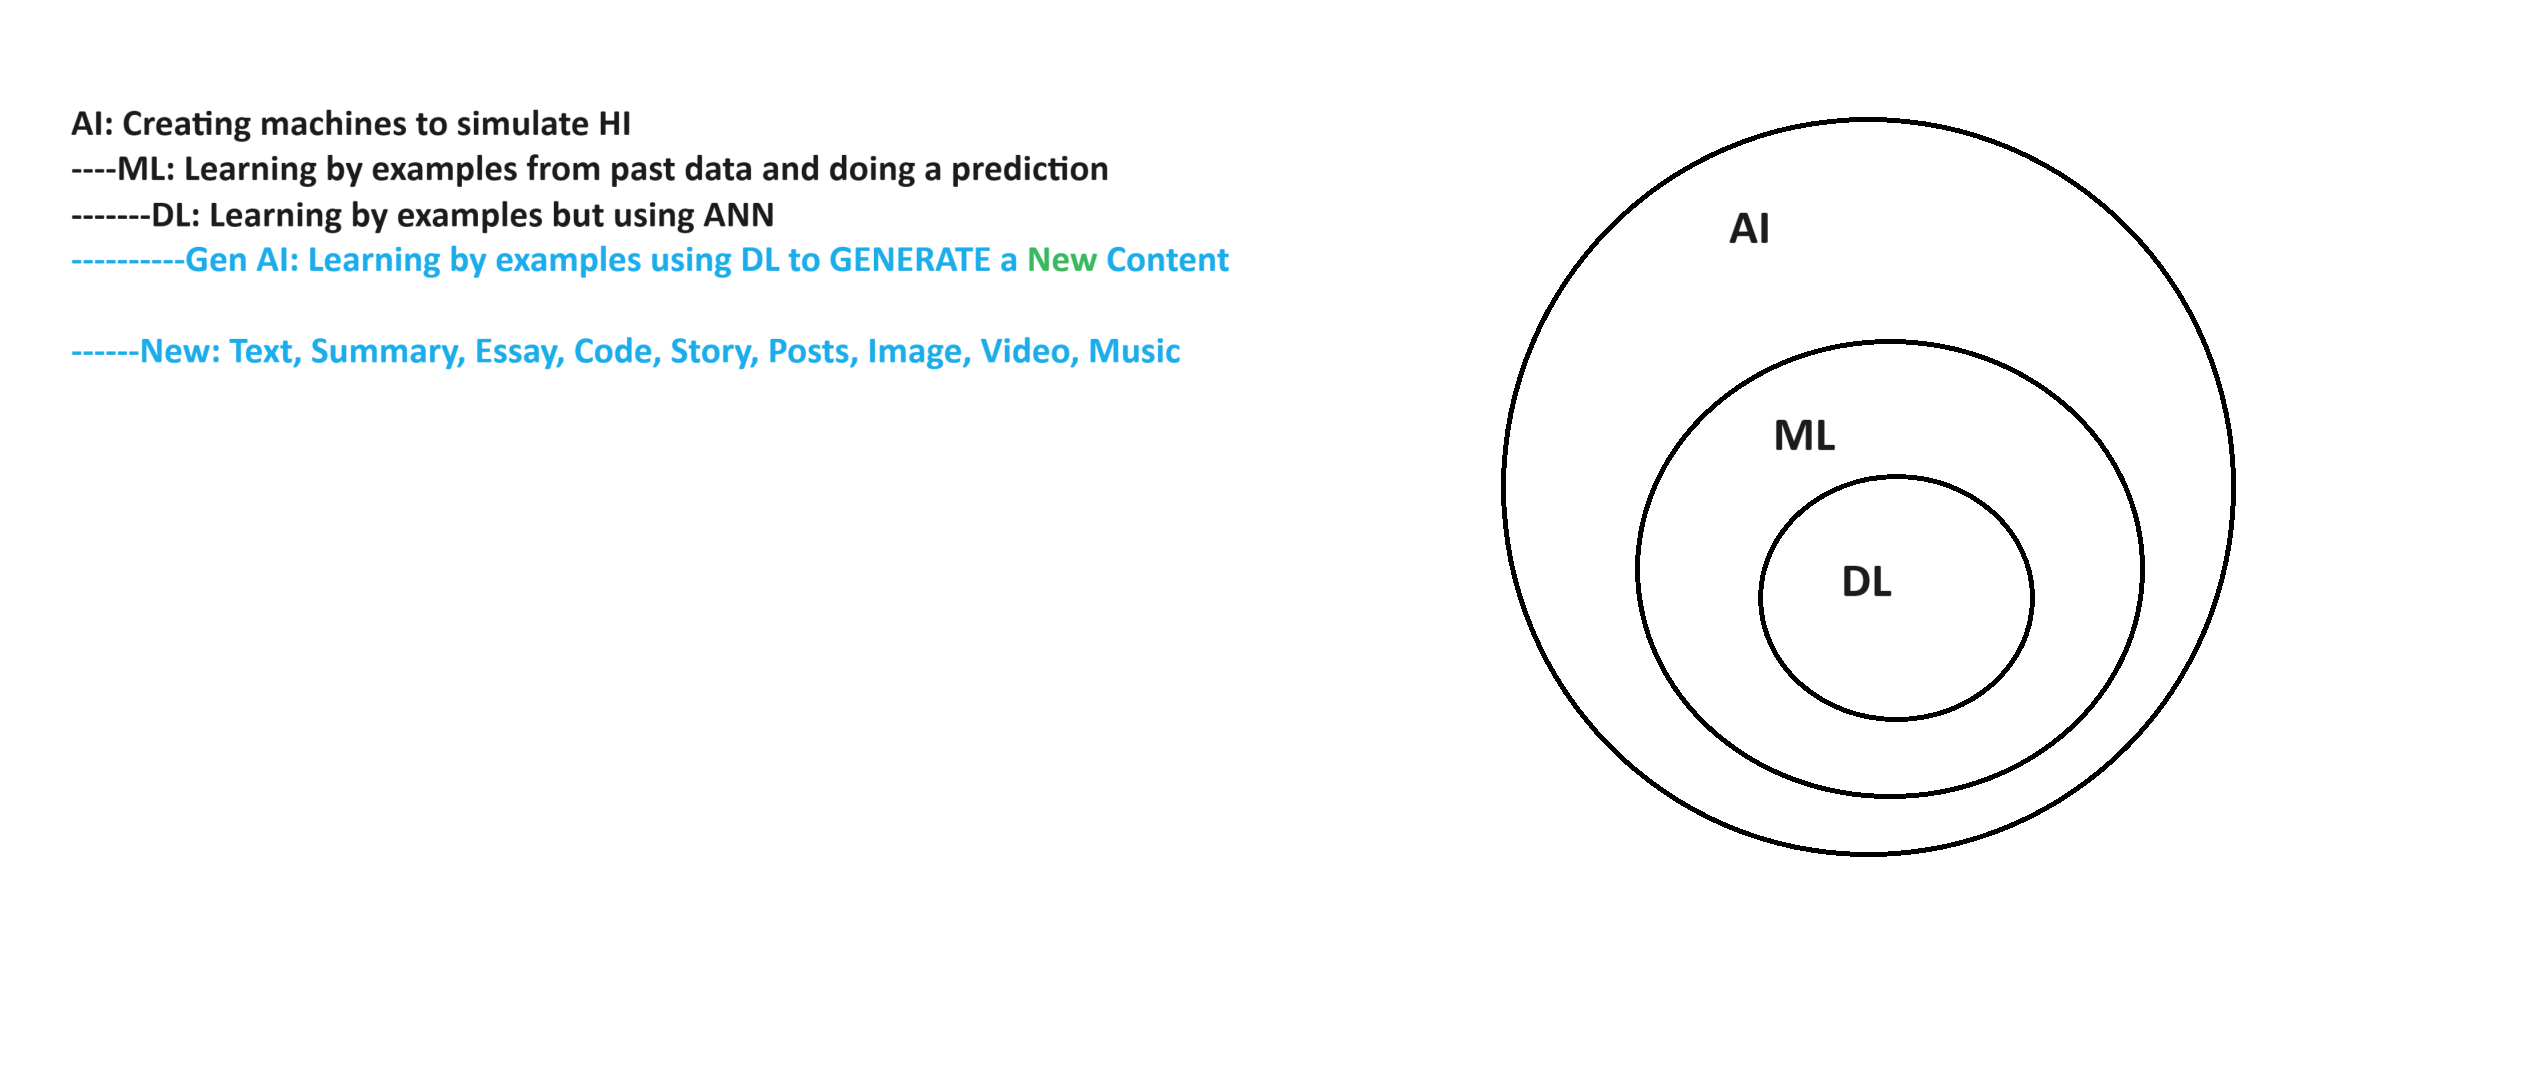 AI: Creating machines to simulate HI
----ML: Learning by examples from past data and doing a prediction
-------DL: Learning by examples but using ANN
----------Gen AI: Learning by examples using DL to GENERATE a New Content
------New: Text, Summary, Essay, Code, Story, Posts, Image, Video, Music
AI
ML
DL